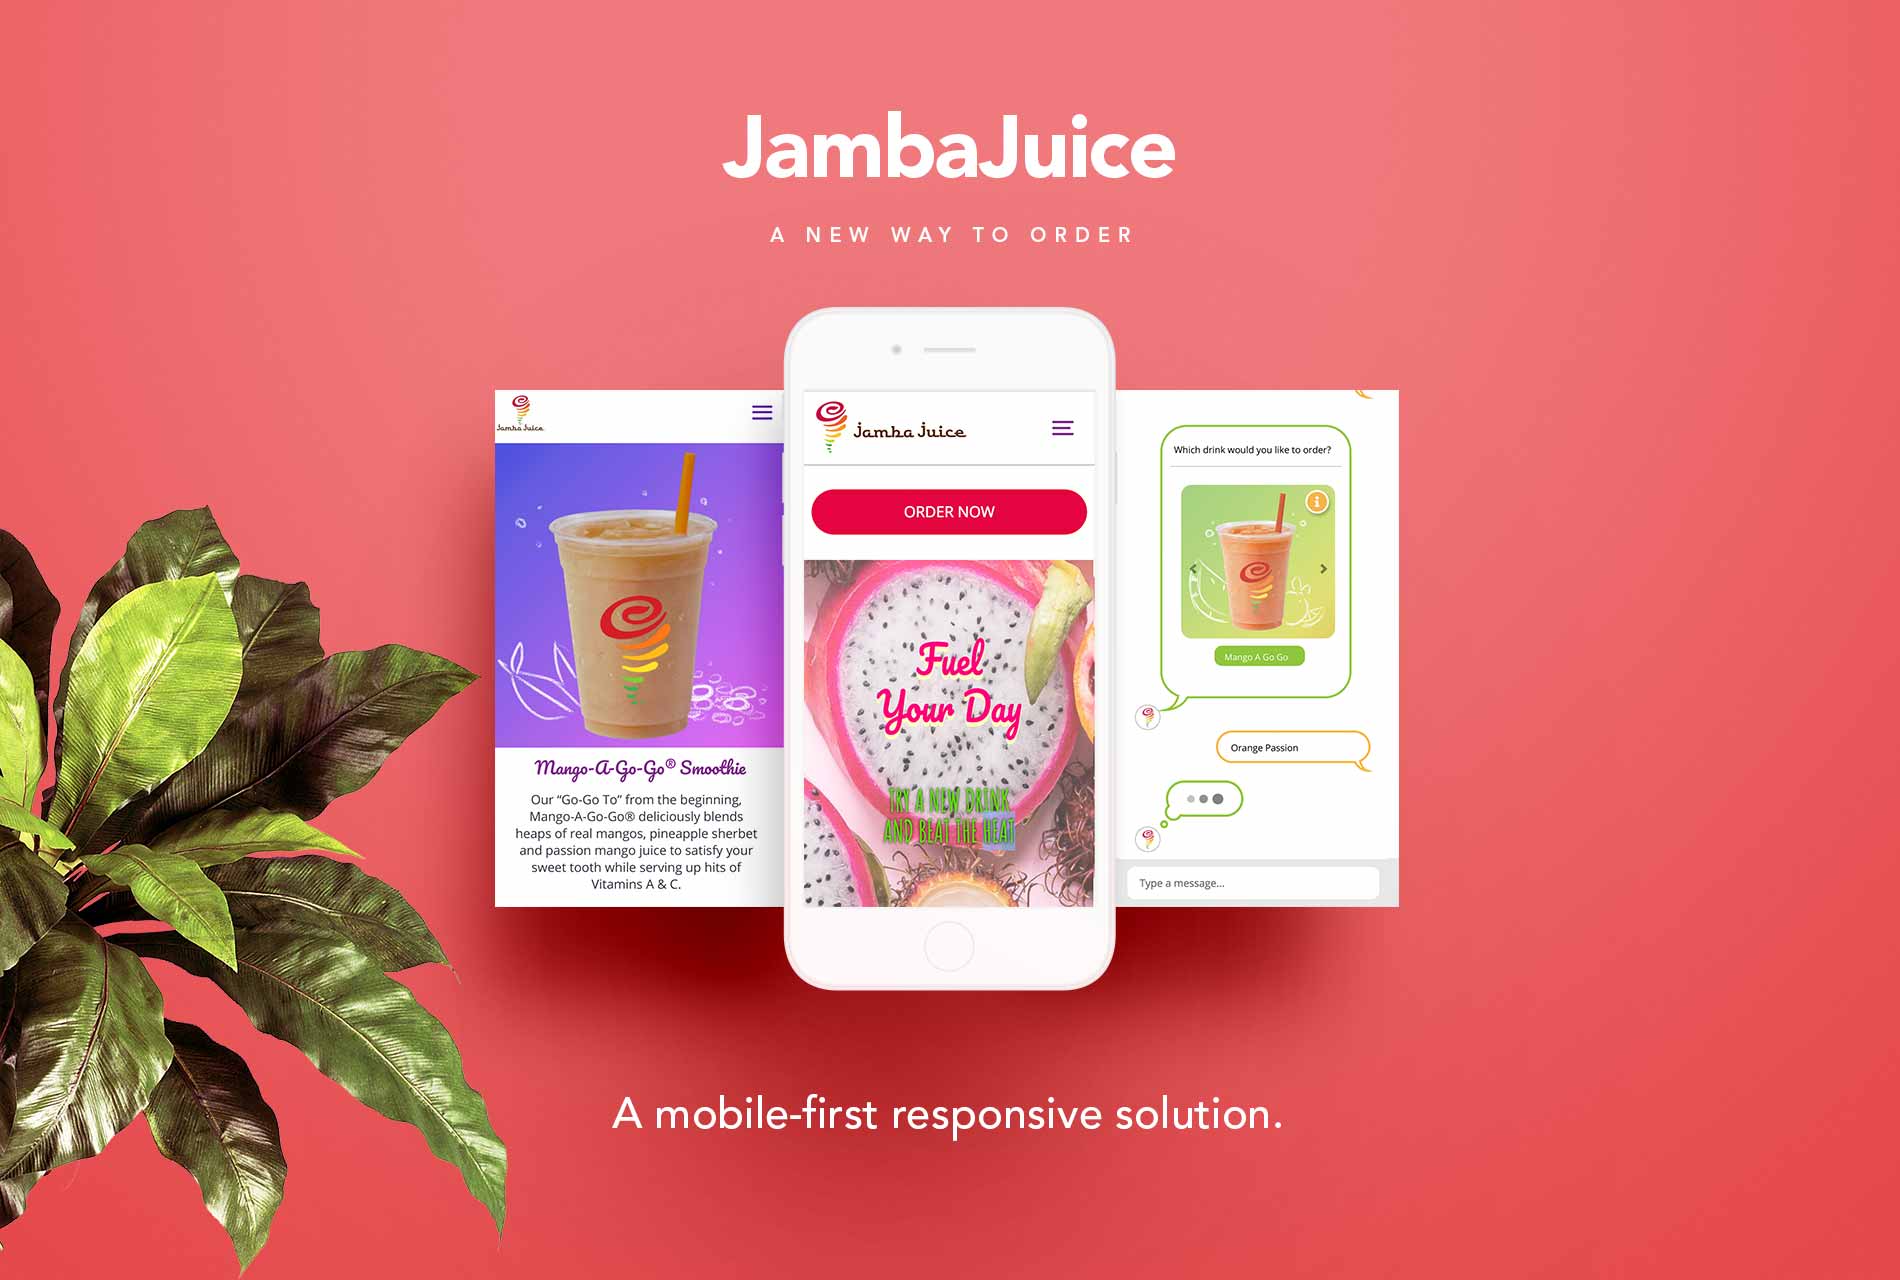 JambaJuice
A NEW WAY TO ORDER
Jamba Juice
Mango-A-Go-Go® Smoothie
Our “Go-Go To” from the beginning,
Mango-A-Go-Go® deliciously blends
heaps of real mangos, pineapple sherbet
and passion mango juice to satisfy your
sweet tooth while serving up hits of
Vitamins A & C.
Jamba Juice
ORDER NOW
Fuel
Your Day
TRY A NEW DRINK
AND BEAT THE HEAT
Which drink would you like to order?
i
Mango A Go Go
Orange Passion
Type a message...
A mobile-first responsive solution.